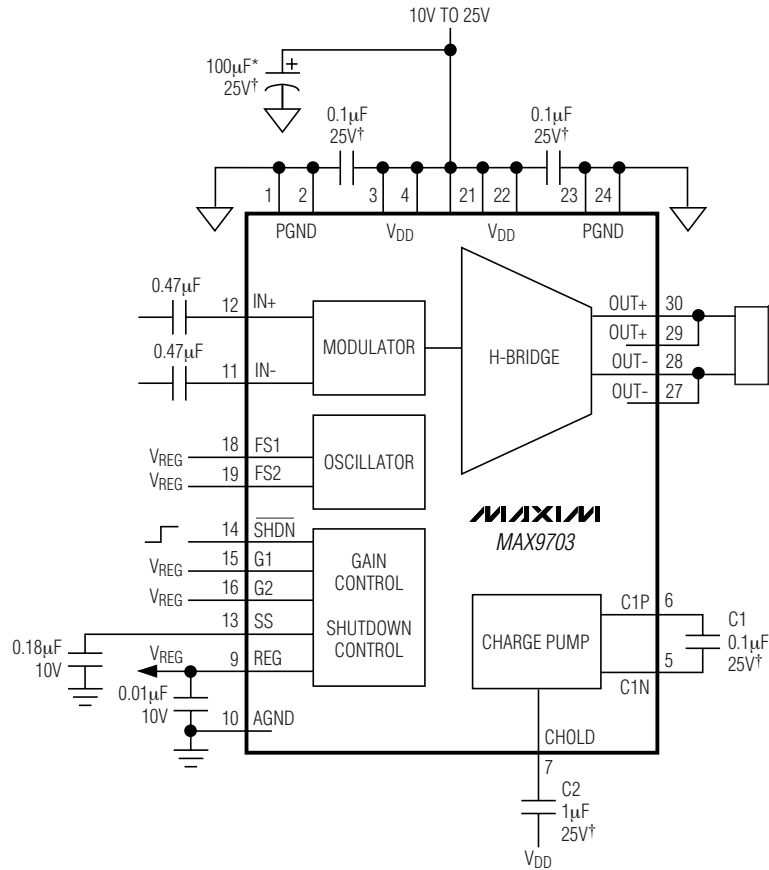 10V TO 25V
100µF*
25V†
+
0.1µF
25V†
0.1µF
25V†
1
2
3
4
21
22
23
24
PGND
VDD
VDD
PGND
0.47µF
12
IN+
0.47µF
11
IN-
MODULATOR
H-BRIDGE
OUT+
30
OUT+
29
OUT-
28
OUT-
27
VREG
18
FS1
VREG
19
FS2
OSCILLATOR
14
SHDN
VREG
15
G1
VREG
16
G2
13
SS
GAIN
CONTROL
SHUTDOWN
CONTROL
MAXIM
MAX9703
0.18µF
10V
VREG
9
REG
0.01µF
10V
10
AGND
CHARGE PUMP
C1P
6
C1
0.1µF
25V†
C1N
5
CHOLD
7
C2
1µF
25V†
VDD